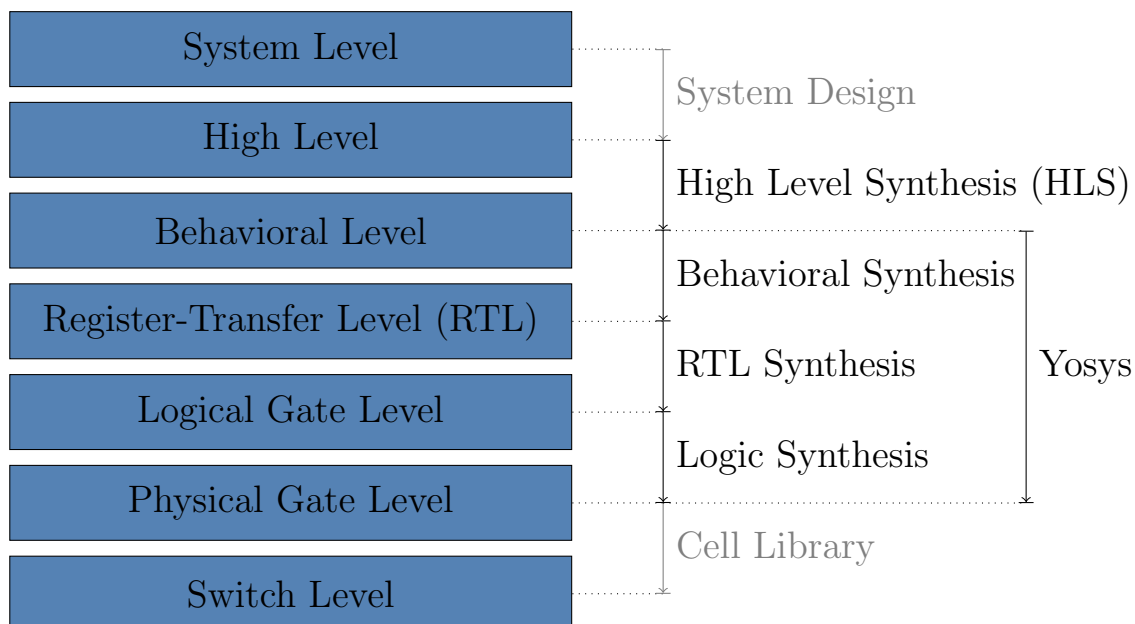 System Level
System Design
High Level
High Level Synthesis (HLS)
Behavioral Level
Behavioral Synthesis
Register-Transfer Level (RTL)
RTL Synthesis
Yosys
Logical Gate Level
Logic Synthesis
Physical Gate Level
Cell Library
Switch Level